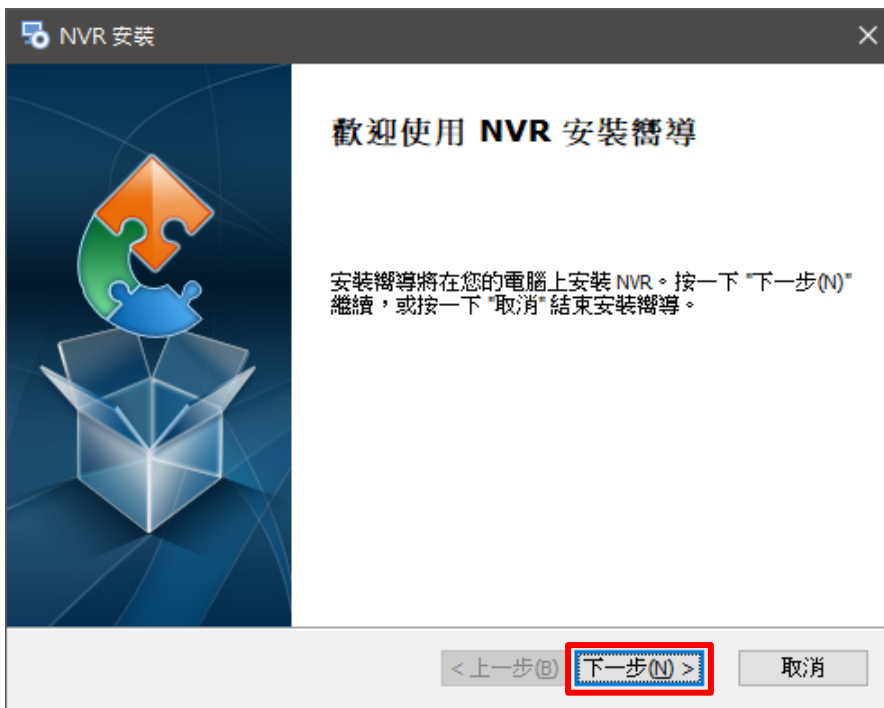 NVR 安裝
歡迎使用 NVR 安裝嚮導
安裝嚮導將在您的電腦上安裝 NVR。按一下 "下一步(N)"
繼續，或按一下 "取消" 結束安裝嚮導。
< 上一步(B) 下一步(N) > 取消